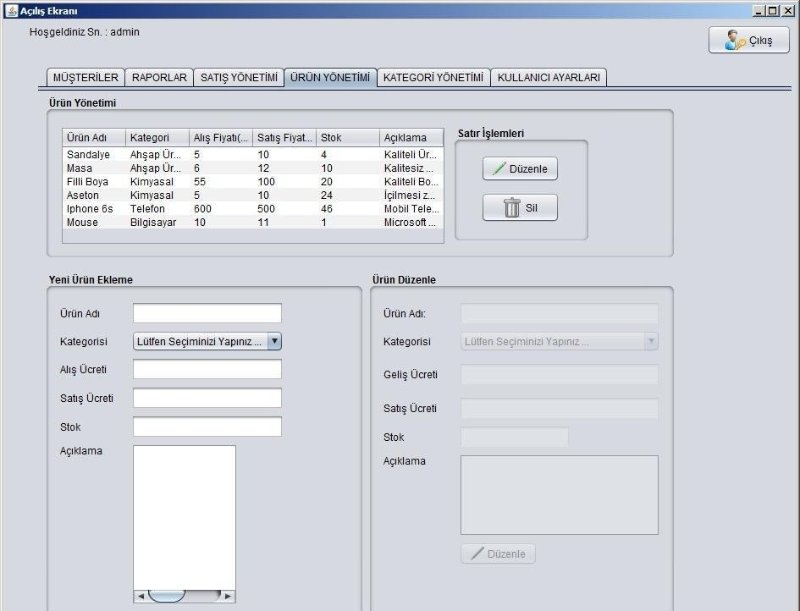 Açılış Ekranı
Hoşgeldiniz Sn. : admin
Çıkış
MÜŞTERİLER RAPORLAR SATIŞ YÖNETİMİ ÜRÜN YÖNETİMİ KATEGORİ YÖNETİMİ KULLANICI AYARLARI
Ürün Yönetimi
Ürün Adı Kategori Alış Fiyatı(... Satış Fiyat... Stok Açıklama
Sandalye Ahşap Ür... 5 10 4 Kaliteli Ür...
Masa Ahşap Ür... 6 12 10 Kalitesiz ...
Filli Boya Kimyasal 55 100 20 Kaliteli Bo...
Aseton Kimyasal 5 10 24 İçilmesi z...
Iphone 6s Telefon 600 500 46 Mobil Tele...
Mouse Bilgisayar 10 11 1 Microsoft ...
Satır İşlemleri
Düzenle
Sil
Yeni Ürün Ekleme
Ürün Adı
Kategorisi Lütfen Seçiminizi Yapınız ...
Alış Ücreti
Satış Ücreti
Stok
Açıklama
Ürün Düzenle
Ürün Adı:
Kategorisi Lütfen Seçiminizi Yapınız ...
Geliş Ücreti
Satış Ücreti
Stok
Açıklama
Düzenle